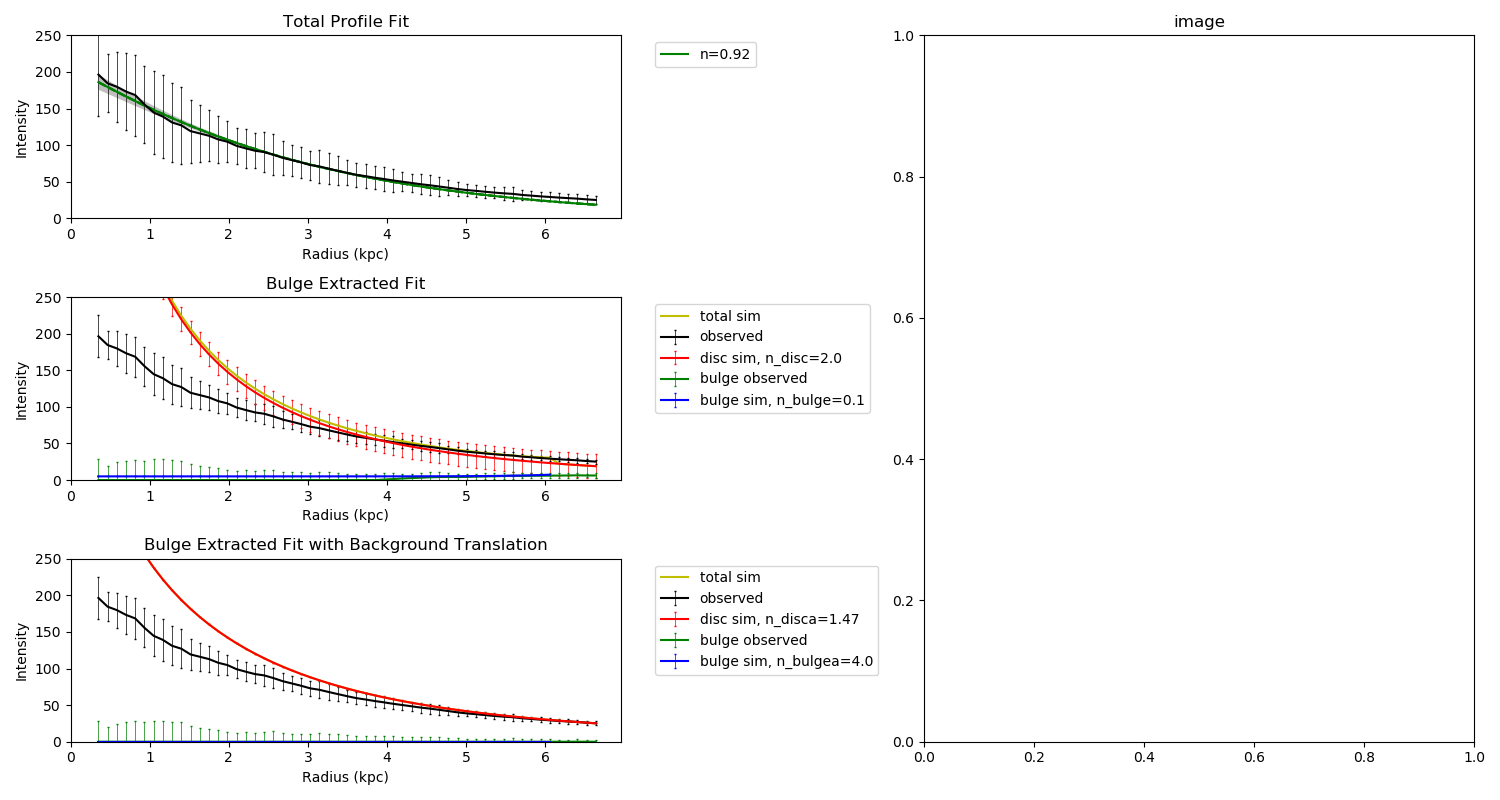 Total Profile Fit
250
200
150
100
50
0
Intensity
0 1 2 3 4 5 6
Radius (kpc)
n=0.92
Bulge Extracted Fit
250
200
150
100
50
0
Intensity
0 1 2 3 4 5 6
Radius (kpc)
total sim
observed
disc sim, n_disc=2.0
bulge observed
bulge sim, n_bulge=0.1
Bulge Extracted Fit with Background Translation
250
200
150
100
50
0
Intensity
0 1 2 3 4 5 6
Radius (kpc)
total sim
observed
disc sim, n_disca=1.47
bulge observed
bulge sim, n_bulgea=4.0
image
1.0
0.8
0.6
0.4
0.2
0.0
0.0 0.2 0.4 0.6 0.8 1.0